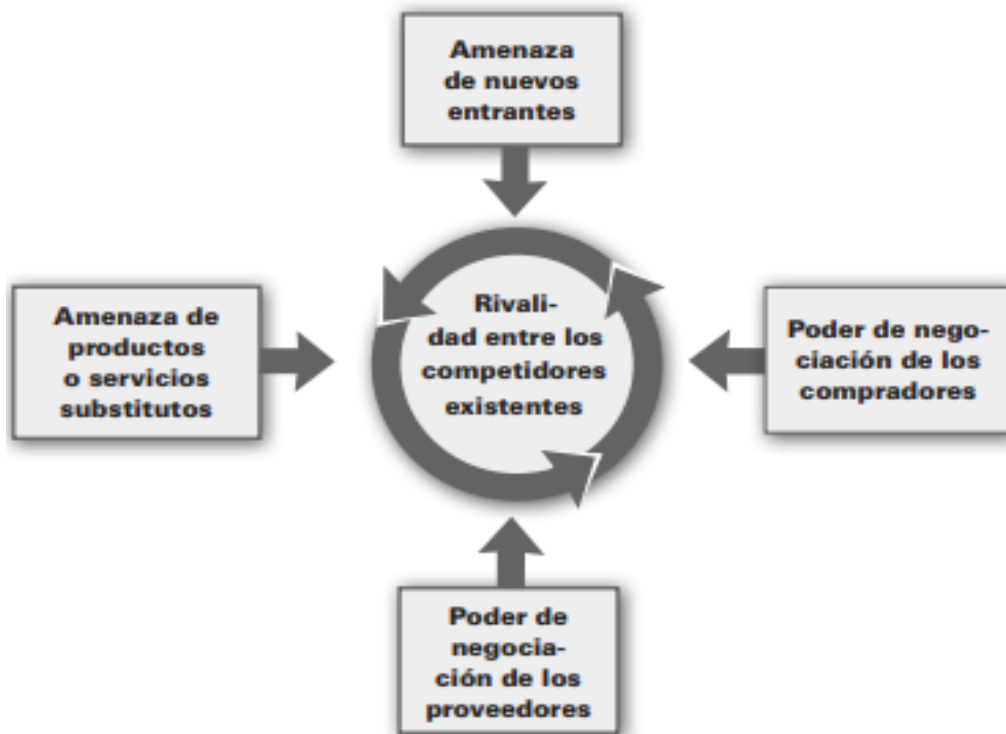 Amenaza
de nuevos
entrantes
Amenaza de
productos
o servicios
substitutos
Rivali-
dad entre los
competidores
existentes
Poder de nego-
ciación de los
compradores
Poder de
negocia-
ción de los
proveedores